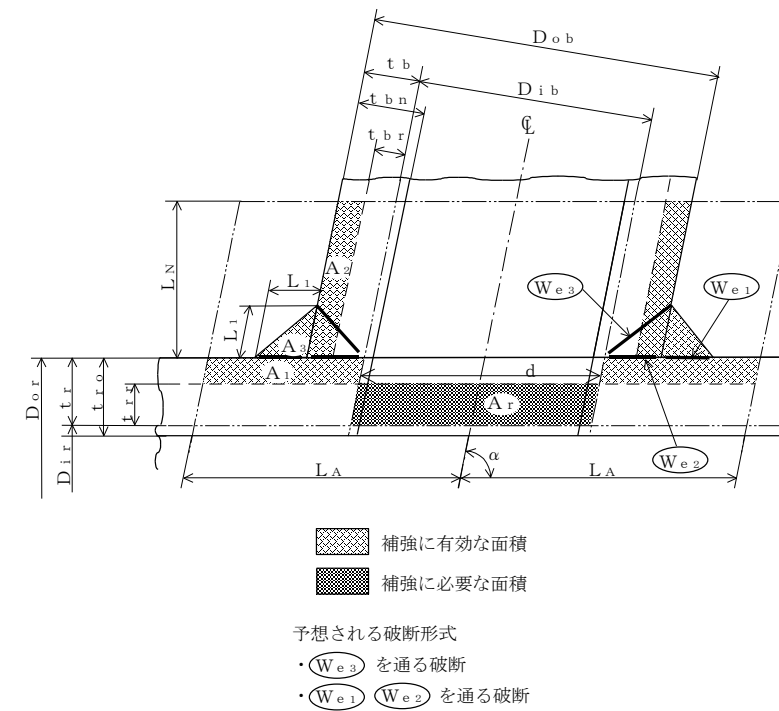 Dob
tb
Dib
tbn
℄
tbr
LN
A2
L1
We3
We1
L1
A3
A1
d
Dor
tr
tro
trr
Ar
Dir
We2
α
LA
LA
補強に有効な面積
補強に必要な面積
予想される破断形式
・We3 を通る破断
・We1 We2 を通る破断